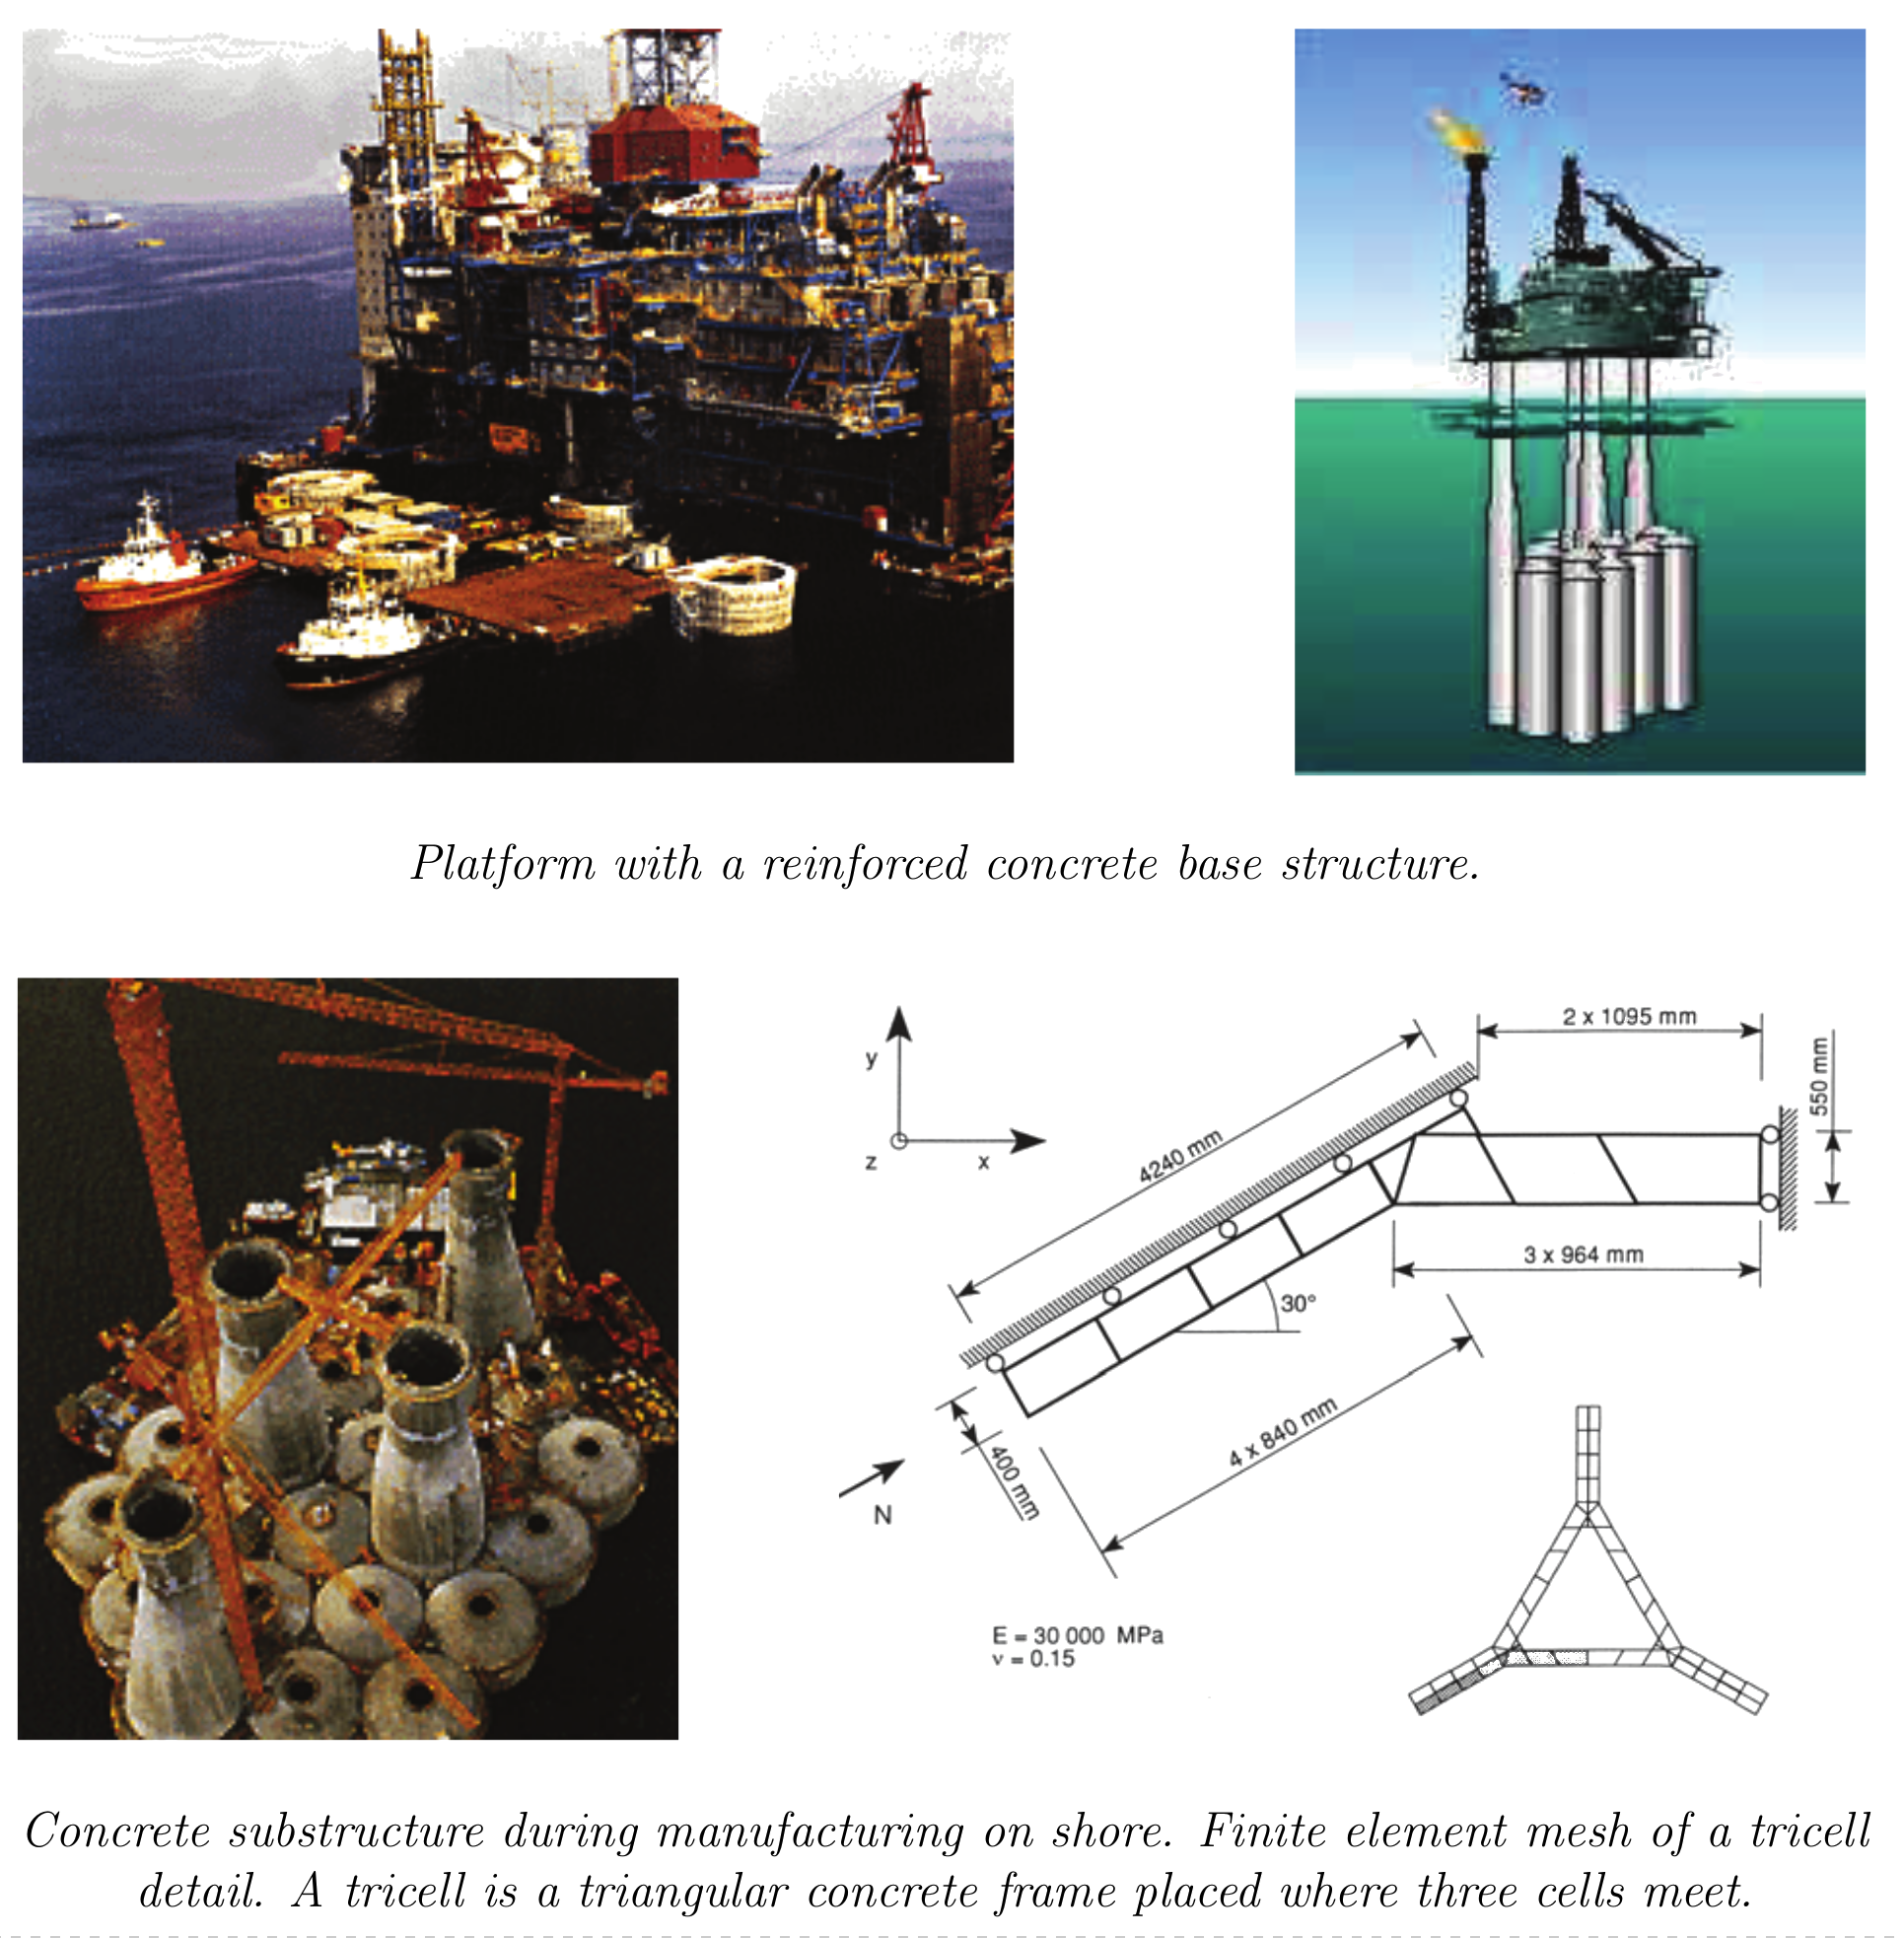 Platform with a reinforced concrete base structure.
2 x 1095 mm
y
z
x
4240 mm
550 mm
3 x 964 mm
30°
400 mm
4 x 840 mm
N
E = 30 000 MPa
ν = 0.15
Concrete substructure during manufacturing on shore. Finite element mesh of a tricell
detail. A tricell is a triangular concrete frame placed where three cells meet.